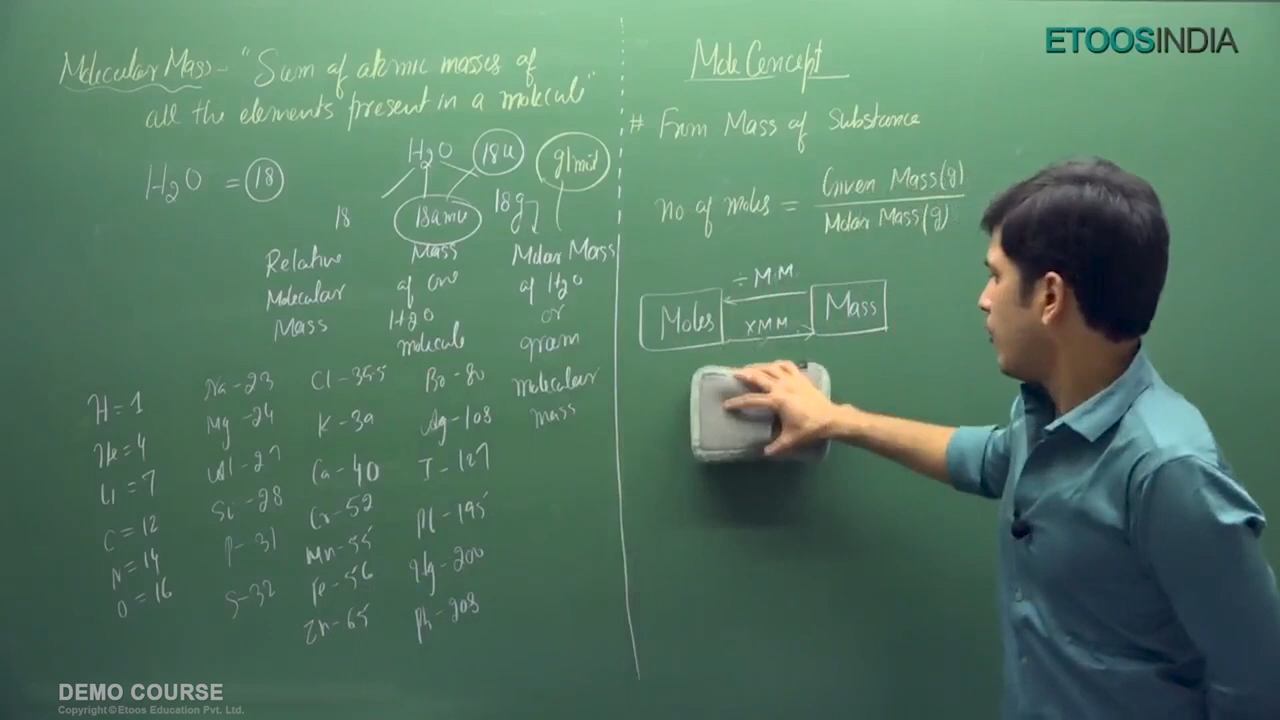 ETOOSINDIA
Molecular Mass - "Sum of atomic masses of
all the elements present in a molecule"
H2O = 18
H2O
18u
g/mol
18
18amu
18g
Relative
Molecular
Mass
Mass
of one
H2O
molecule
Molar Mass
of H2O
or
gram
molecular
mass
H = 1
He = 4
Li = 7
C = 12
N = 14
O = 16
Na - 23
Mg - 24
Al - 27
Si - 28
P - 31
S - 32
Cl - 35.5
K - 39
Ca - 40
Cr - 52
Mn - 55
Fe - 56
Zn - 65
Br - 80
Ag - 108
I - 127
Pt - 195
Hg - 200
Pb - 208
Mole Concept
# From Mass of Substance
no of moles = Given Mass(g)
Molar Mass(g)
÷ M.M.
Moles
Mass
x M.M.
DEMO COURSE
Copyright © Etoos Education Pvt. Ltd.